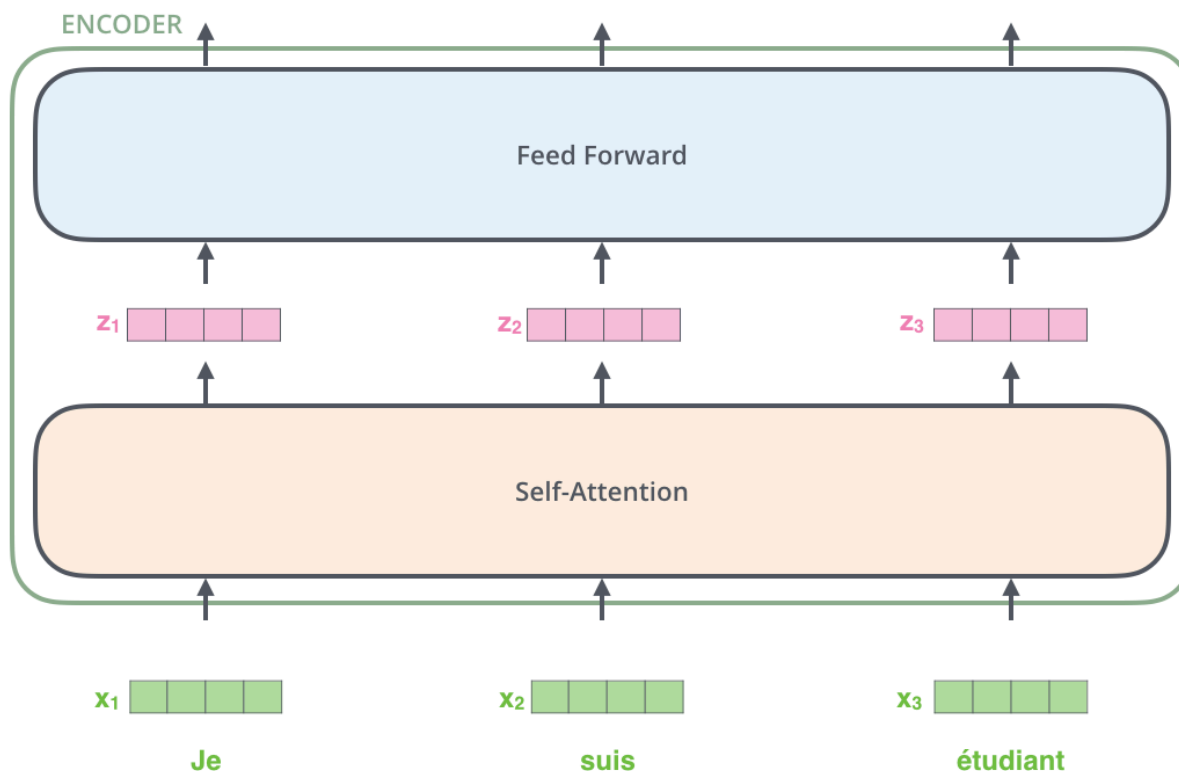 ENCODER
Feed Forward
z₁ z₂ z₃
Self-Attention
x₁ x₂ x₃
Je suis étudiant